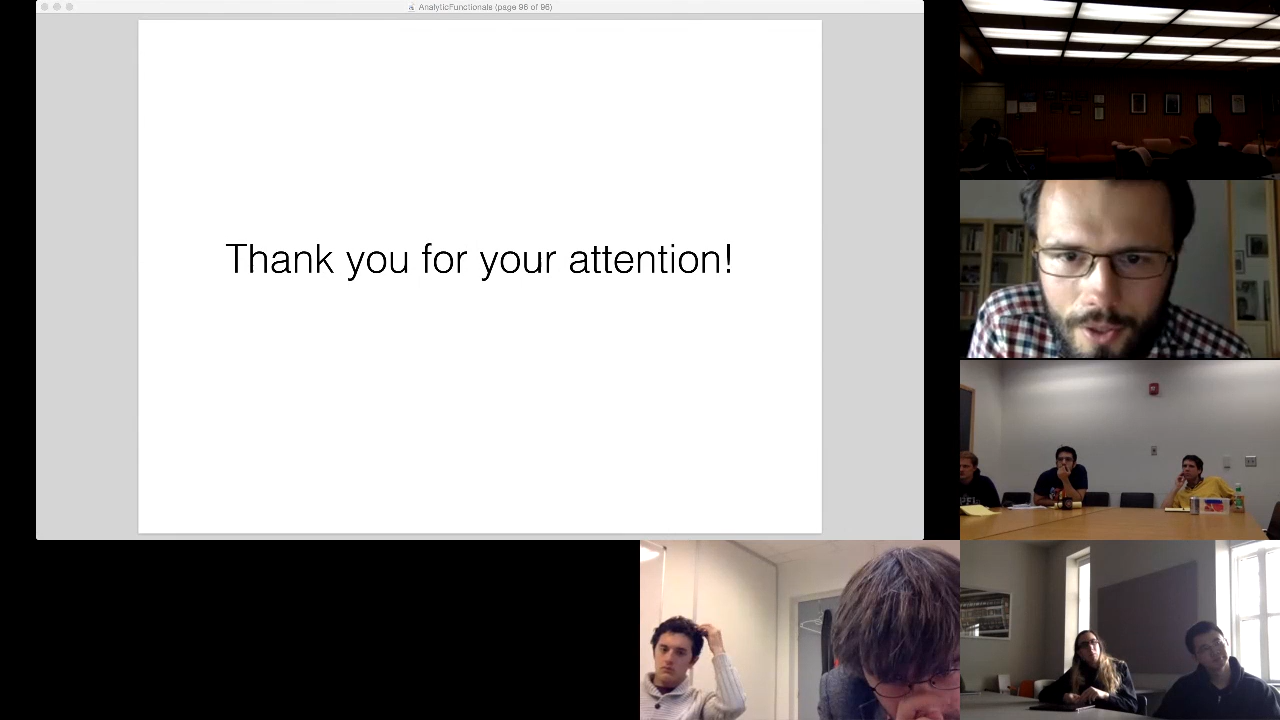 AnalyticFunctionals (page 96 of 96)
Thank you for your attention!